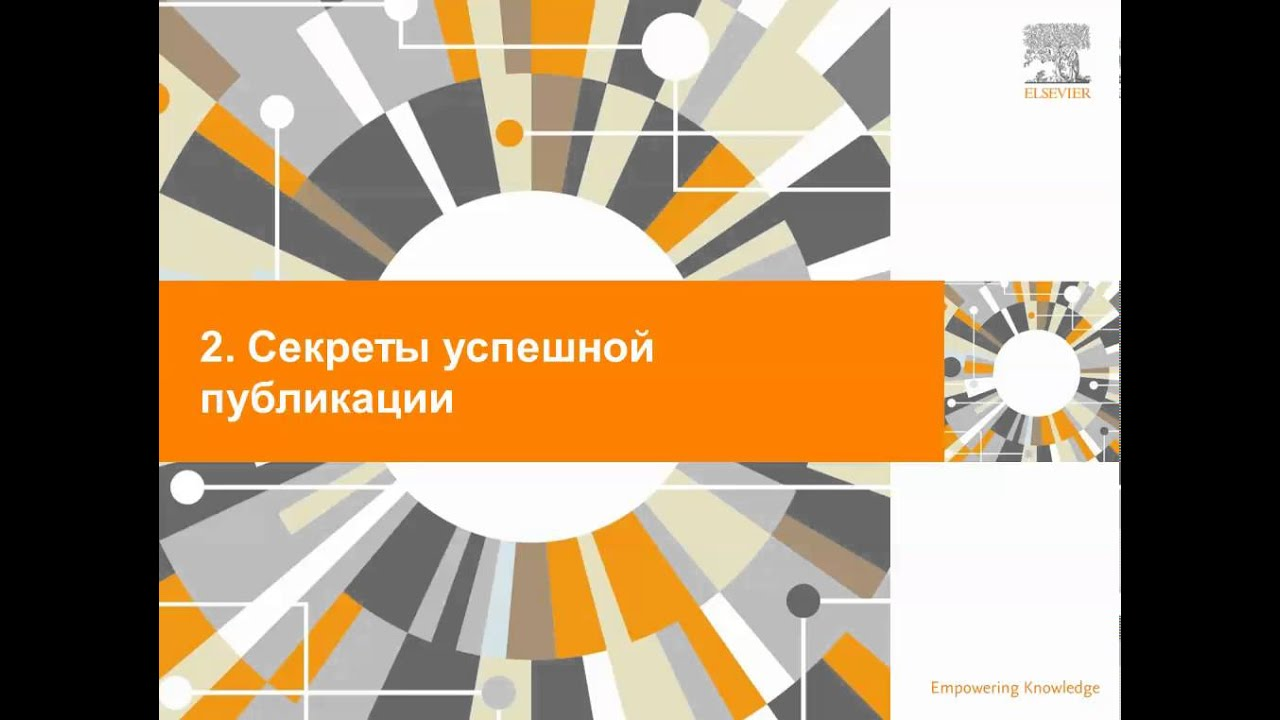 ELSEVIER
2. Секреты успешной
публикации
Empowering Knowledge